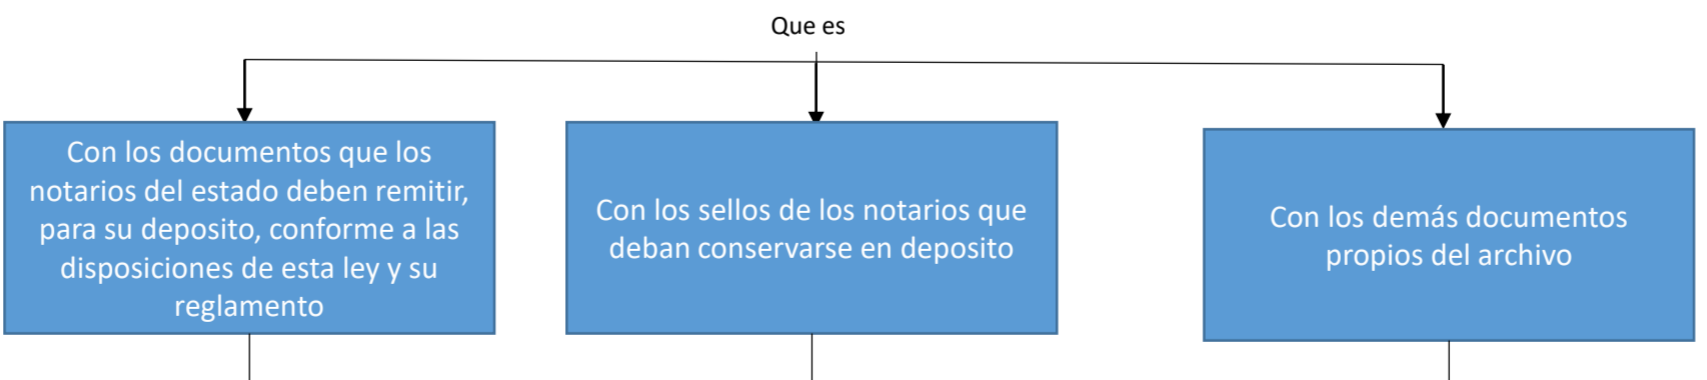 Que es
Con los documentos que los
notarios del estado deben remitir,
para su deposito, conforme a las
disposiciones de esta ley y su
reglamento
Con los sellos de los notarios que
deban conservarse en deposito
Con los demás documentos
propios del archivo